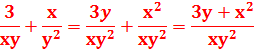 3/xy + x/y² = 3y/xy² + x²/xy² = 3y + x²/xy²